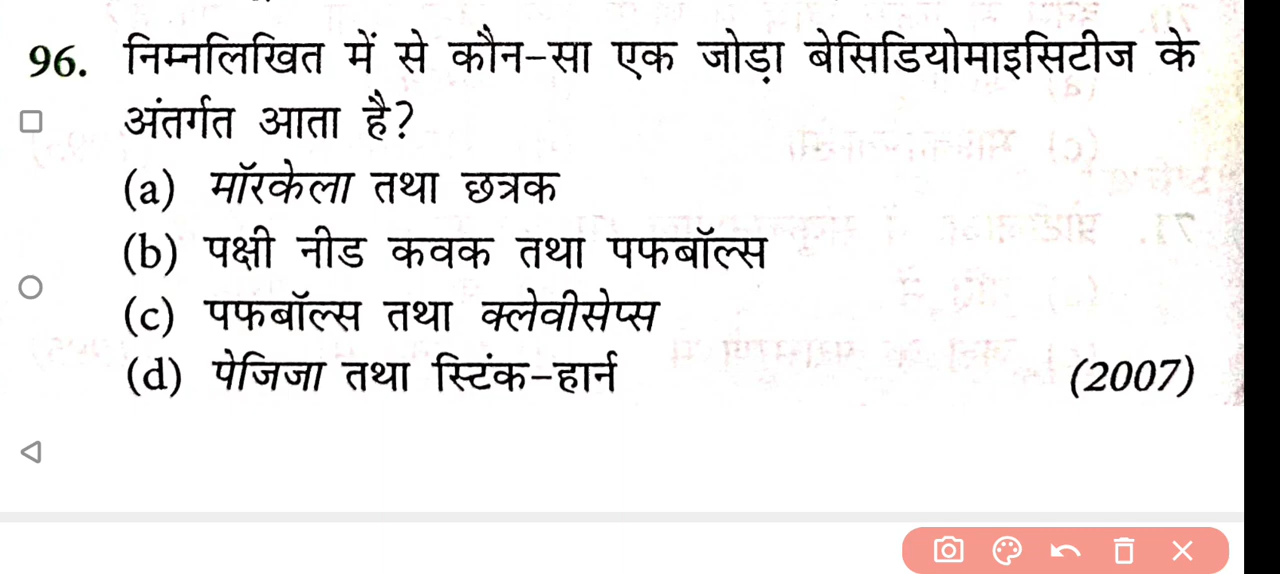 96. निम्नलिखित में से कौन-सा एक जोड़ा बेसिडियोमाइसिटीज के
अंतर्गत आता है?
(a) मॉरकेला तथा छत्रक
(b) पक्षी नीड कवक तथा पफबॉल्स
(c) पफबॉल्स तथा क्लेवीसेप्स
(d) पेजिजा तथा स्टिंक-हार्न (2007)